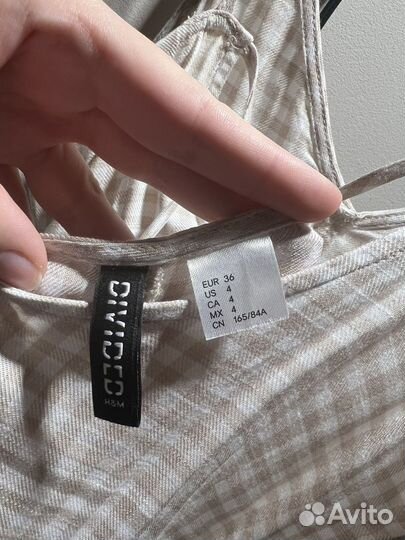 DIVIDED
H&M
EUR 36
US 4
CA 4
MX 4
CN 165/84A
Avito